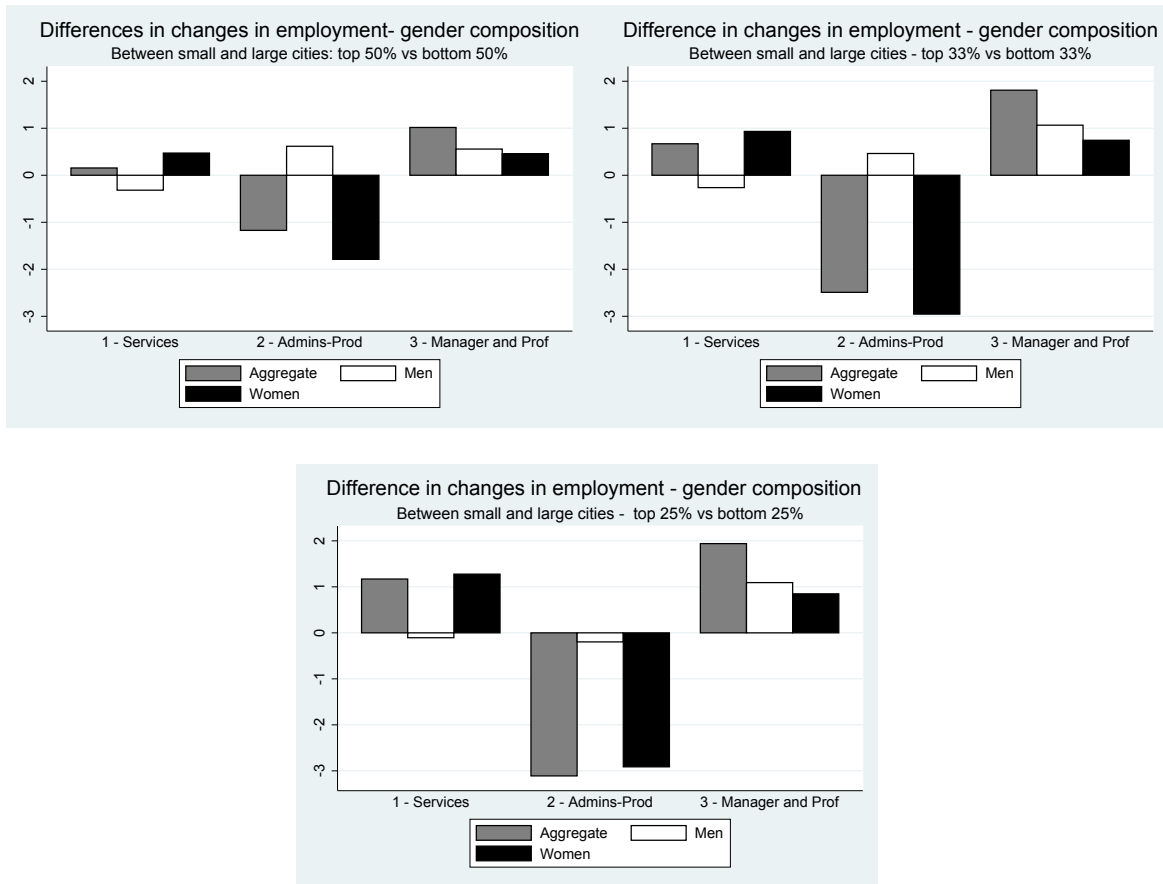 Differences in changes in employment- gender composition
Between small and large cities: top 50% vs bottom 50%
2
1
0
-1
-2
-3
1 - Services 2 - Admins-Prod 3 - Manager and Prof
Aggregate Men
Women
Difference in changes in employment - gender composition
Between small and large cities - top 33% vs bottom 33%
2
1
0
-1
-2
-3
1 - Services 2 - Admins-Prod 3 - Manager and Prof
Aggregate Men
Women
Difference in changes in employment - gender composition
Between small and large cities - top 25% vs bottom 25%
2
1
0
-1
-2
-3
1 - Services 2 - Admins-Prod 3 - Manager and Prof
Aggregate Men
Women